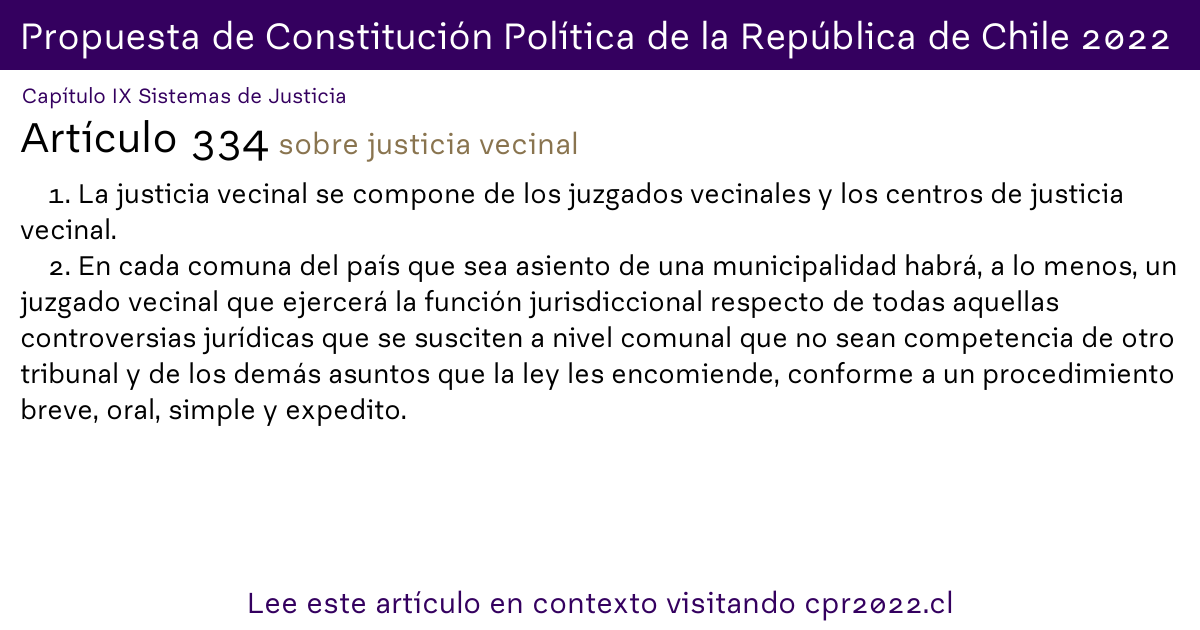 Propuesta de Constitución Política de la República de Chile 2022
Capítulo IX Sistemas de Justicia
Artículo 334 sobre justicia vecinal
1. La justicia vecinal se compone de los juzgados vecinales y los centros de justicia
vecinal.
2. En cada comuna del país que sea asiento de una municipalidad habrá, a lo menos, un
juzgado vecinal que ejercerá la función jurisdiccional respecto de todas aquellas
controversias jurídicas que se susciten a nivel comunal que no sean competencia de otro
tribunal y de los demás asuntos que la ley les encomiende, conforme a un procedimiento
breve, oral, simple y expedito.
Lee este artículo en contexto visitando cpr2022.cl